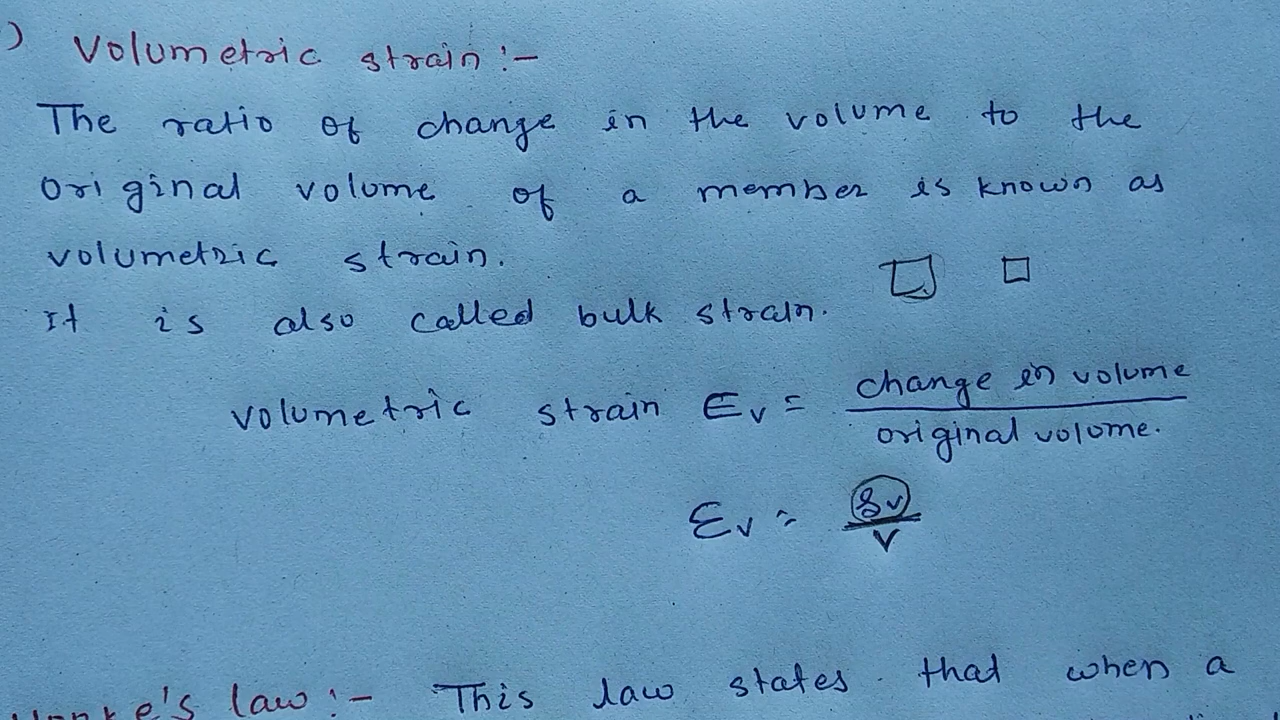 ) Volumetric strain :-
The ratio of change in the volume to the
original volume of a member is known as
volumetric strain.
It is also called bulk strain.
volumetric strain Ev = change in volume
original volume.
Ev = δv
v
Hooke's law :- This law states that when a